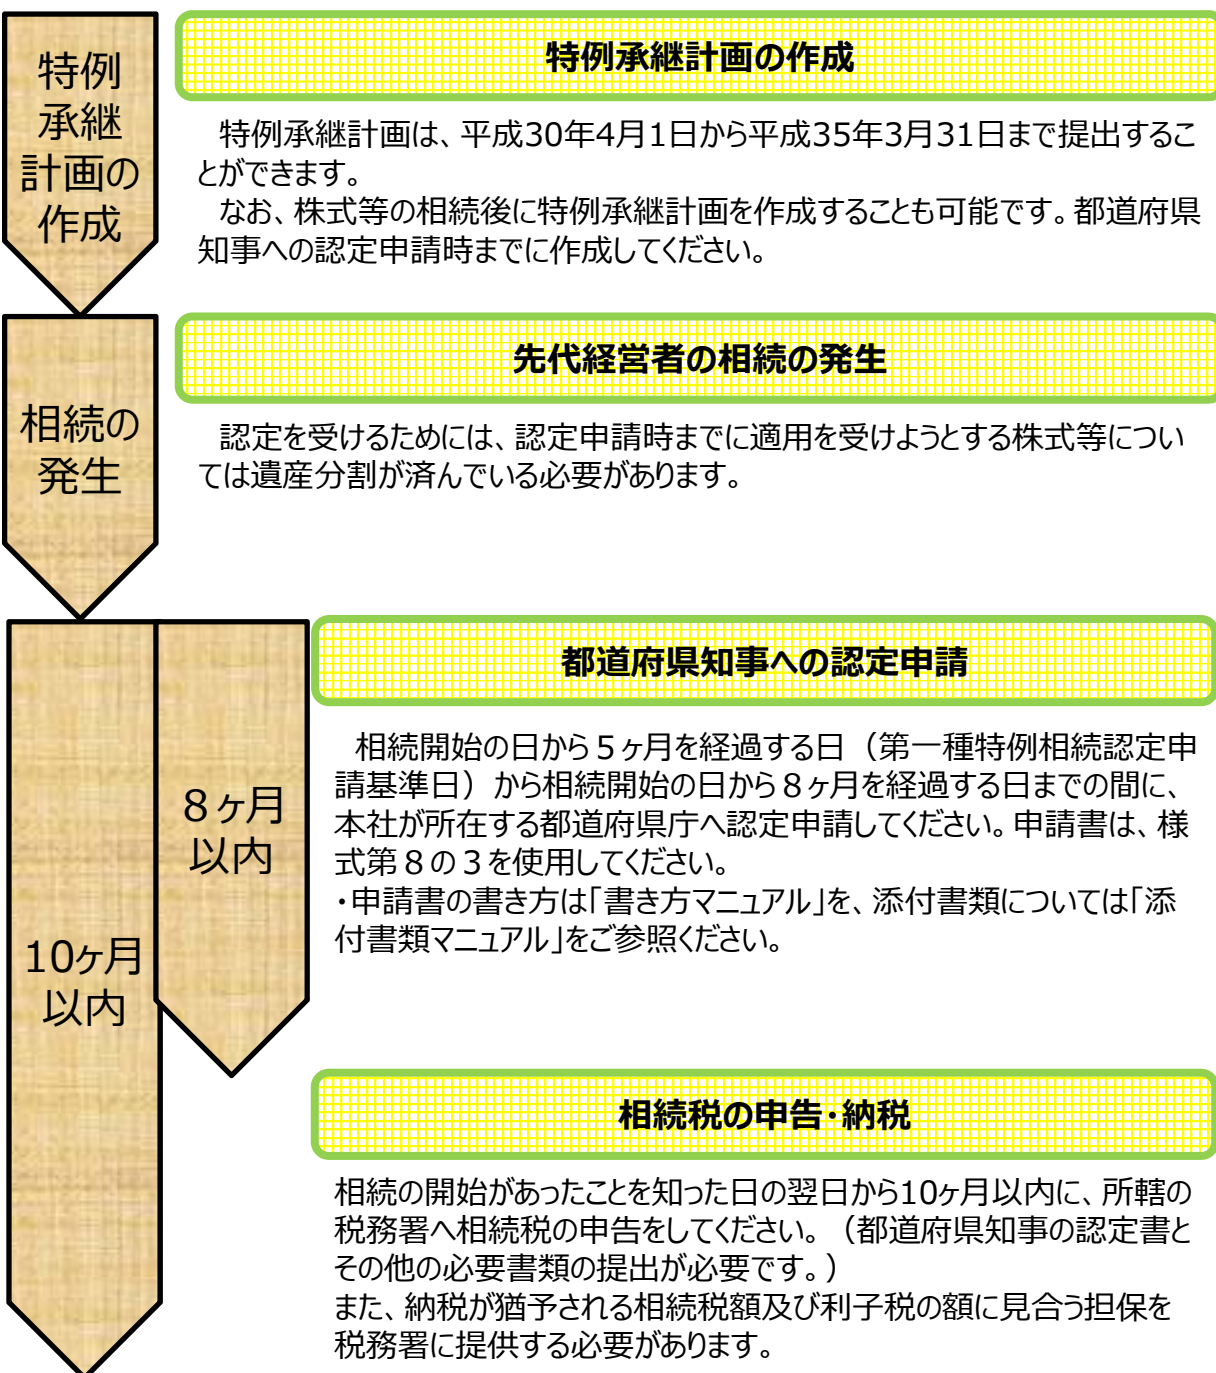 特例
承継
計画の
作成
特例承継計画の作成
特例承継計画は、平成30年4月1日から平成35年3月31日まで提出するこ
とができます。
なお、株式等の相続後に特例承継計画を作成することも可能です。都道府県
知事への認定申請時までに作成してください。
相続の
発生
先代経営者の相続の発生
認定を受けるためには、認定申請時までに適用を受けようとする株式等につい
ては遺産分割が済んでいる必要があります。
10ヶ月
以内
８ヶ月
以内
都道府県知事への認定申請
相続開始の日から５ヶ月を経過する日（第一種特例相続認定申
請基準日）から相続開始の日から８ヶ月を経過する日までの間に、
本社が所在する都道府県庁へ認定申請してください。申請書は、様
式第８の３を使用してください。
・申請書の書き方は「書き方マニュアル」を、添付書類については「添
付書類マニュアル」をご参照ください。
相続税の申告・納税
相続の開始があったことを知った日の翌日から10ヶ月以内に、所轄の
税務署へ相続税の申告をしてください。（都道府県知事の認定書と
その他の必要書類の提出が必要です。）
また、納税が猶予される相続税額及び利子税の額に見合う担保を
税務署に提供する必要があります。